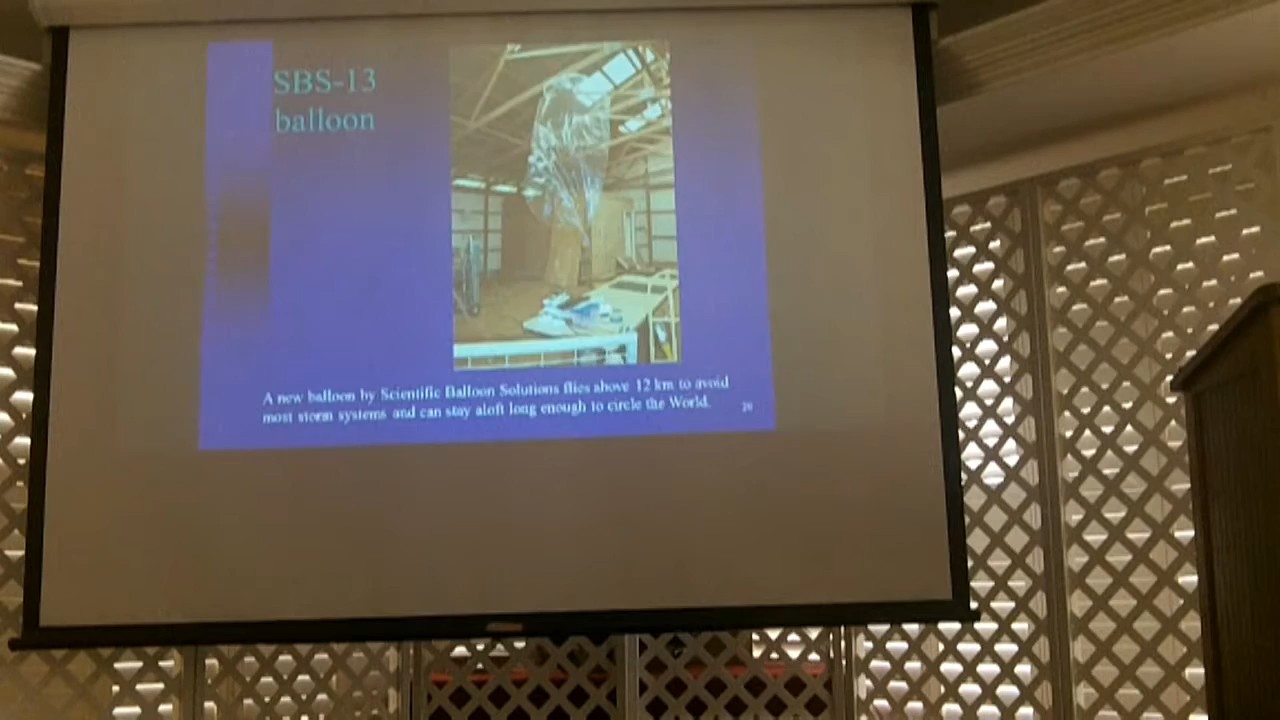 SBS-13
balloon
A new balloon by Scientific Balloon Solutions flies above 12 km to avoid
most storm systems and can stay aloft long enough to circle the World.